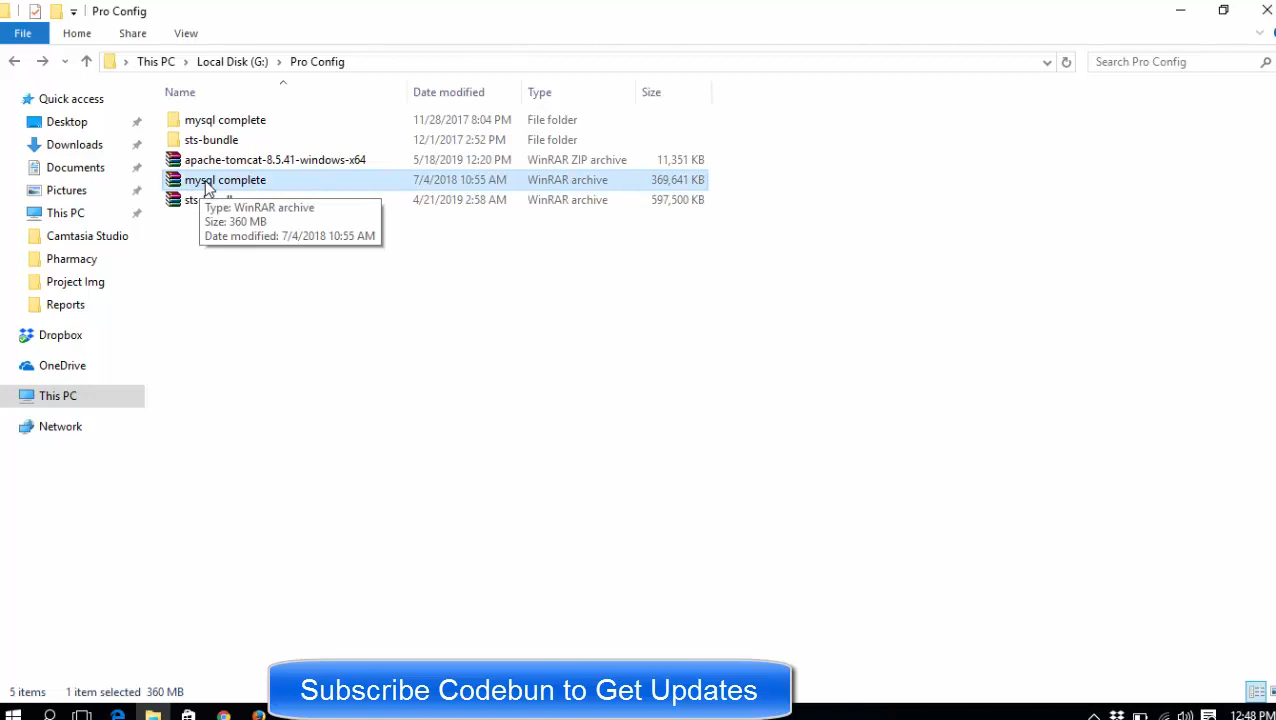 Pro Config
File Home Share View
This PC Local Disk (G:) Pro Config Search Pro Config
Name Date modified Type Size
Quick access
Desktop
Downloads
Documents
Pictures
This PC
Camtasia Studio
Pharmacy
Project Img
Reports
Dropbox
OneDrive
This PC
Network
mysql complete 11/28/2017 8:04 PM File folder
sts-bundle 12/1/2017 2:52 PM File folder
apache-tomcat-8.5.41-windows-x64 5/18/2019 12:20 PM WinRAR ZIP archive 11,351 KB
mysql complete 7/4/2018 10:55 AM WinRAR archive 369,641 KB
4/21/2019 2:58 AM WinRAR archive 597,500 KB
Type: WinRAR archive
Size: 360 MB
Date modified: 7/4/2018 10:55 AM
5 items 1 item selected 360 MB
Subscribe Codebun to Get Updates
12:48 PM